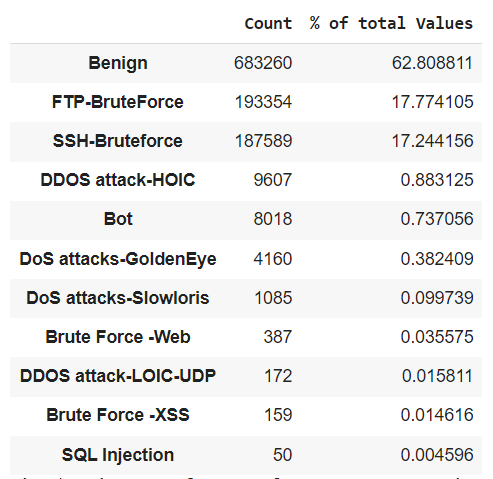 Count % of total Values
Benign 683260 62.808811
FTP-BruteForce 193354 17.774105
SSH-Bruteforce 187589 17.244156
DDOS attack-HOIC 9607 0.883125
Bot 8018 0.737056
DoS attacks-GoldenEye 4160 0.382409
DoS attacks-Slowloris 1085 0.099739
Brute Force -Web 387 0.035575
DDOS attack-LOIC-UDP 172 0.015811
Brute Force -XSS 159 0.014616
SQL Injection 50 0.004596